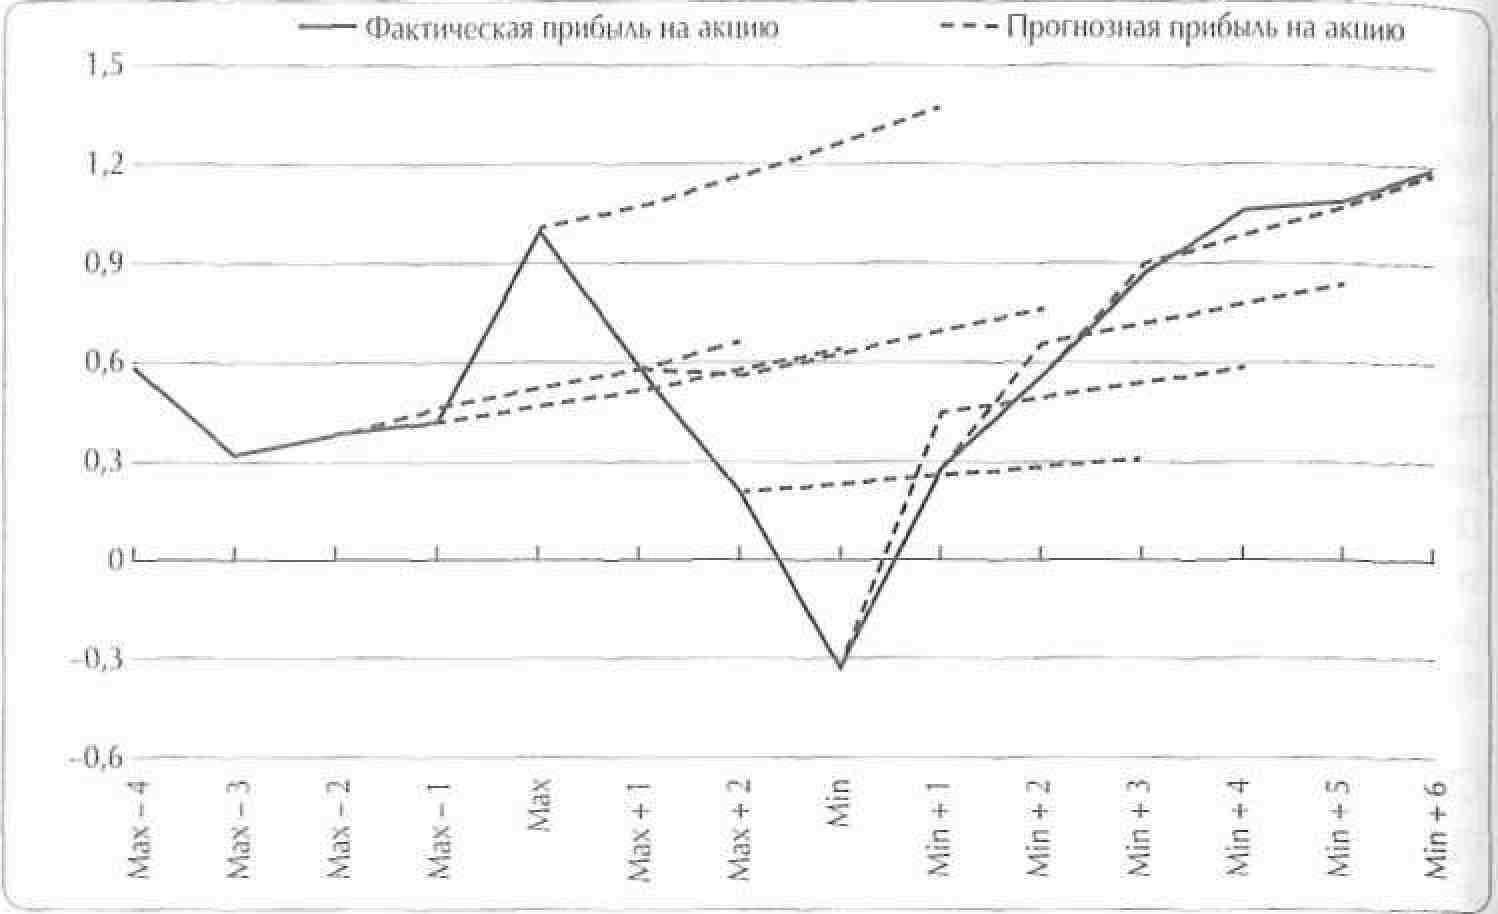 Фактическая прибыль на акцию
Прогнозная прибыль на акцию
1,5
1,2
0,9
0,6
0,3
0
–0,3
–0,6
Max – 4
Max – 3
Max – 2
Max – 1
Max
Max + 1
Max + 2
Min
Min + 1
Min + 2
Min + 3
Min + 4
Min + 5
Min + 6